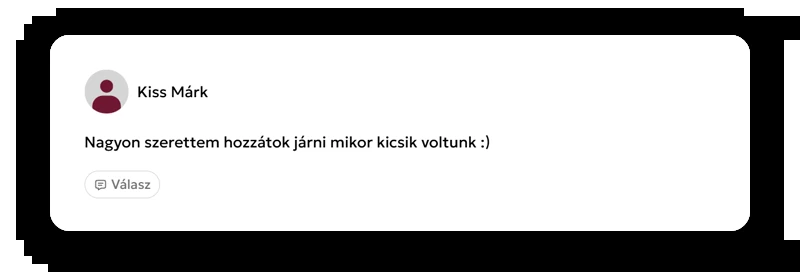 Kiss Márk
Nagyon szerettem hozzátok járni mikor kicsik voltunk :)
Válasz